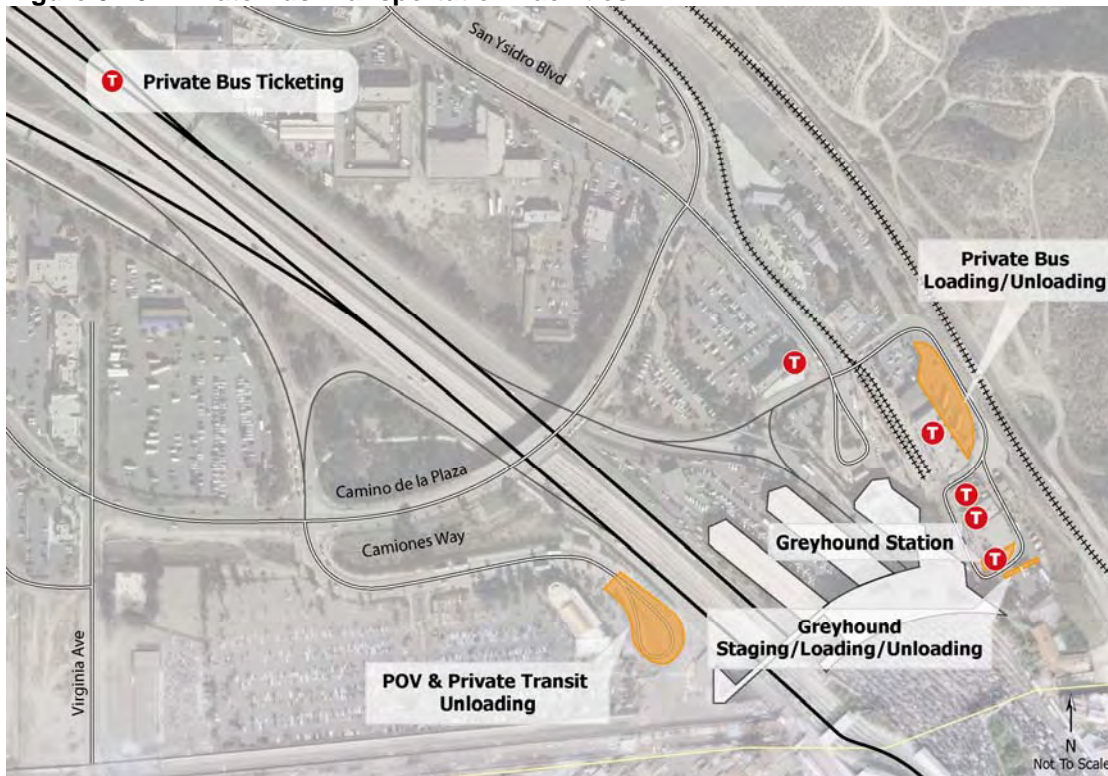 San Ysidro Blvd
T Private Bus Ticketing
Private Bus
Loading/Unloading
T
T
Camino de la Plaza
T
T
Camiones Way
Greyhound Station
T
Greyhound
Staging/Loading/Unloading
Virginia Ave
POV & Private Transit
Unloading
N
Not To Scale